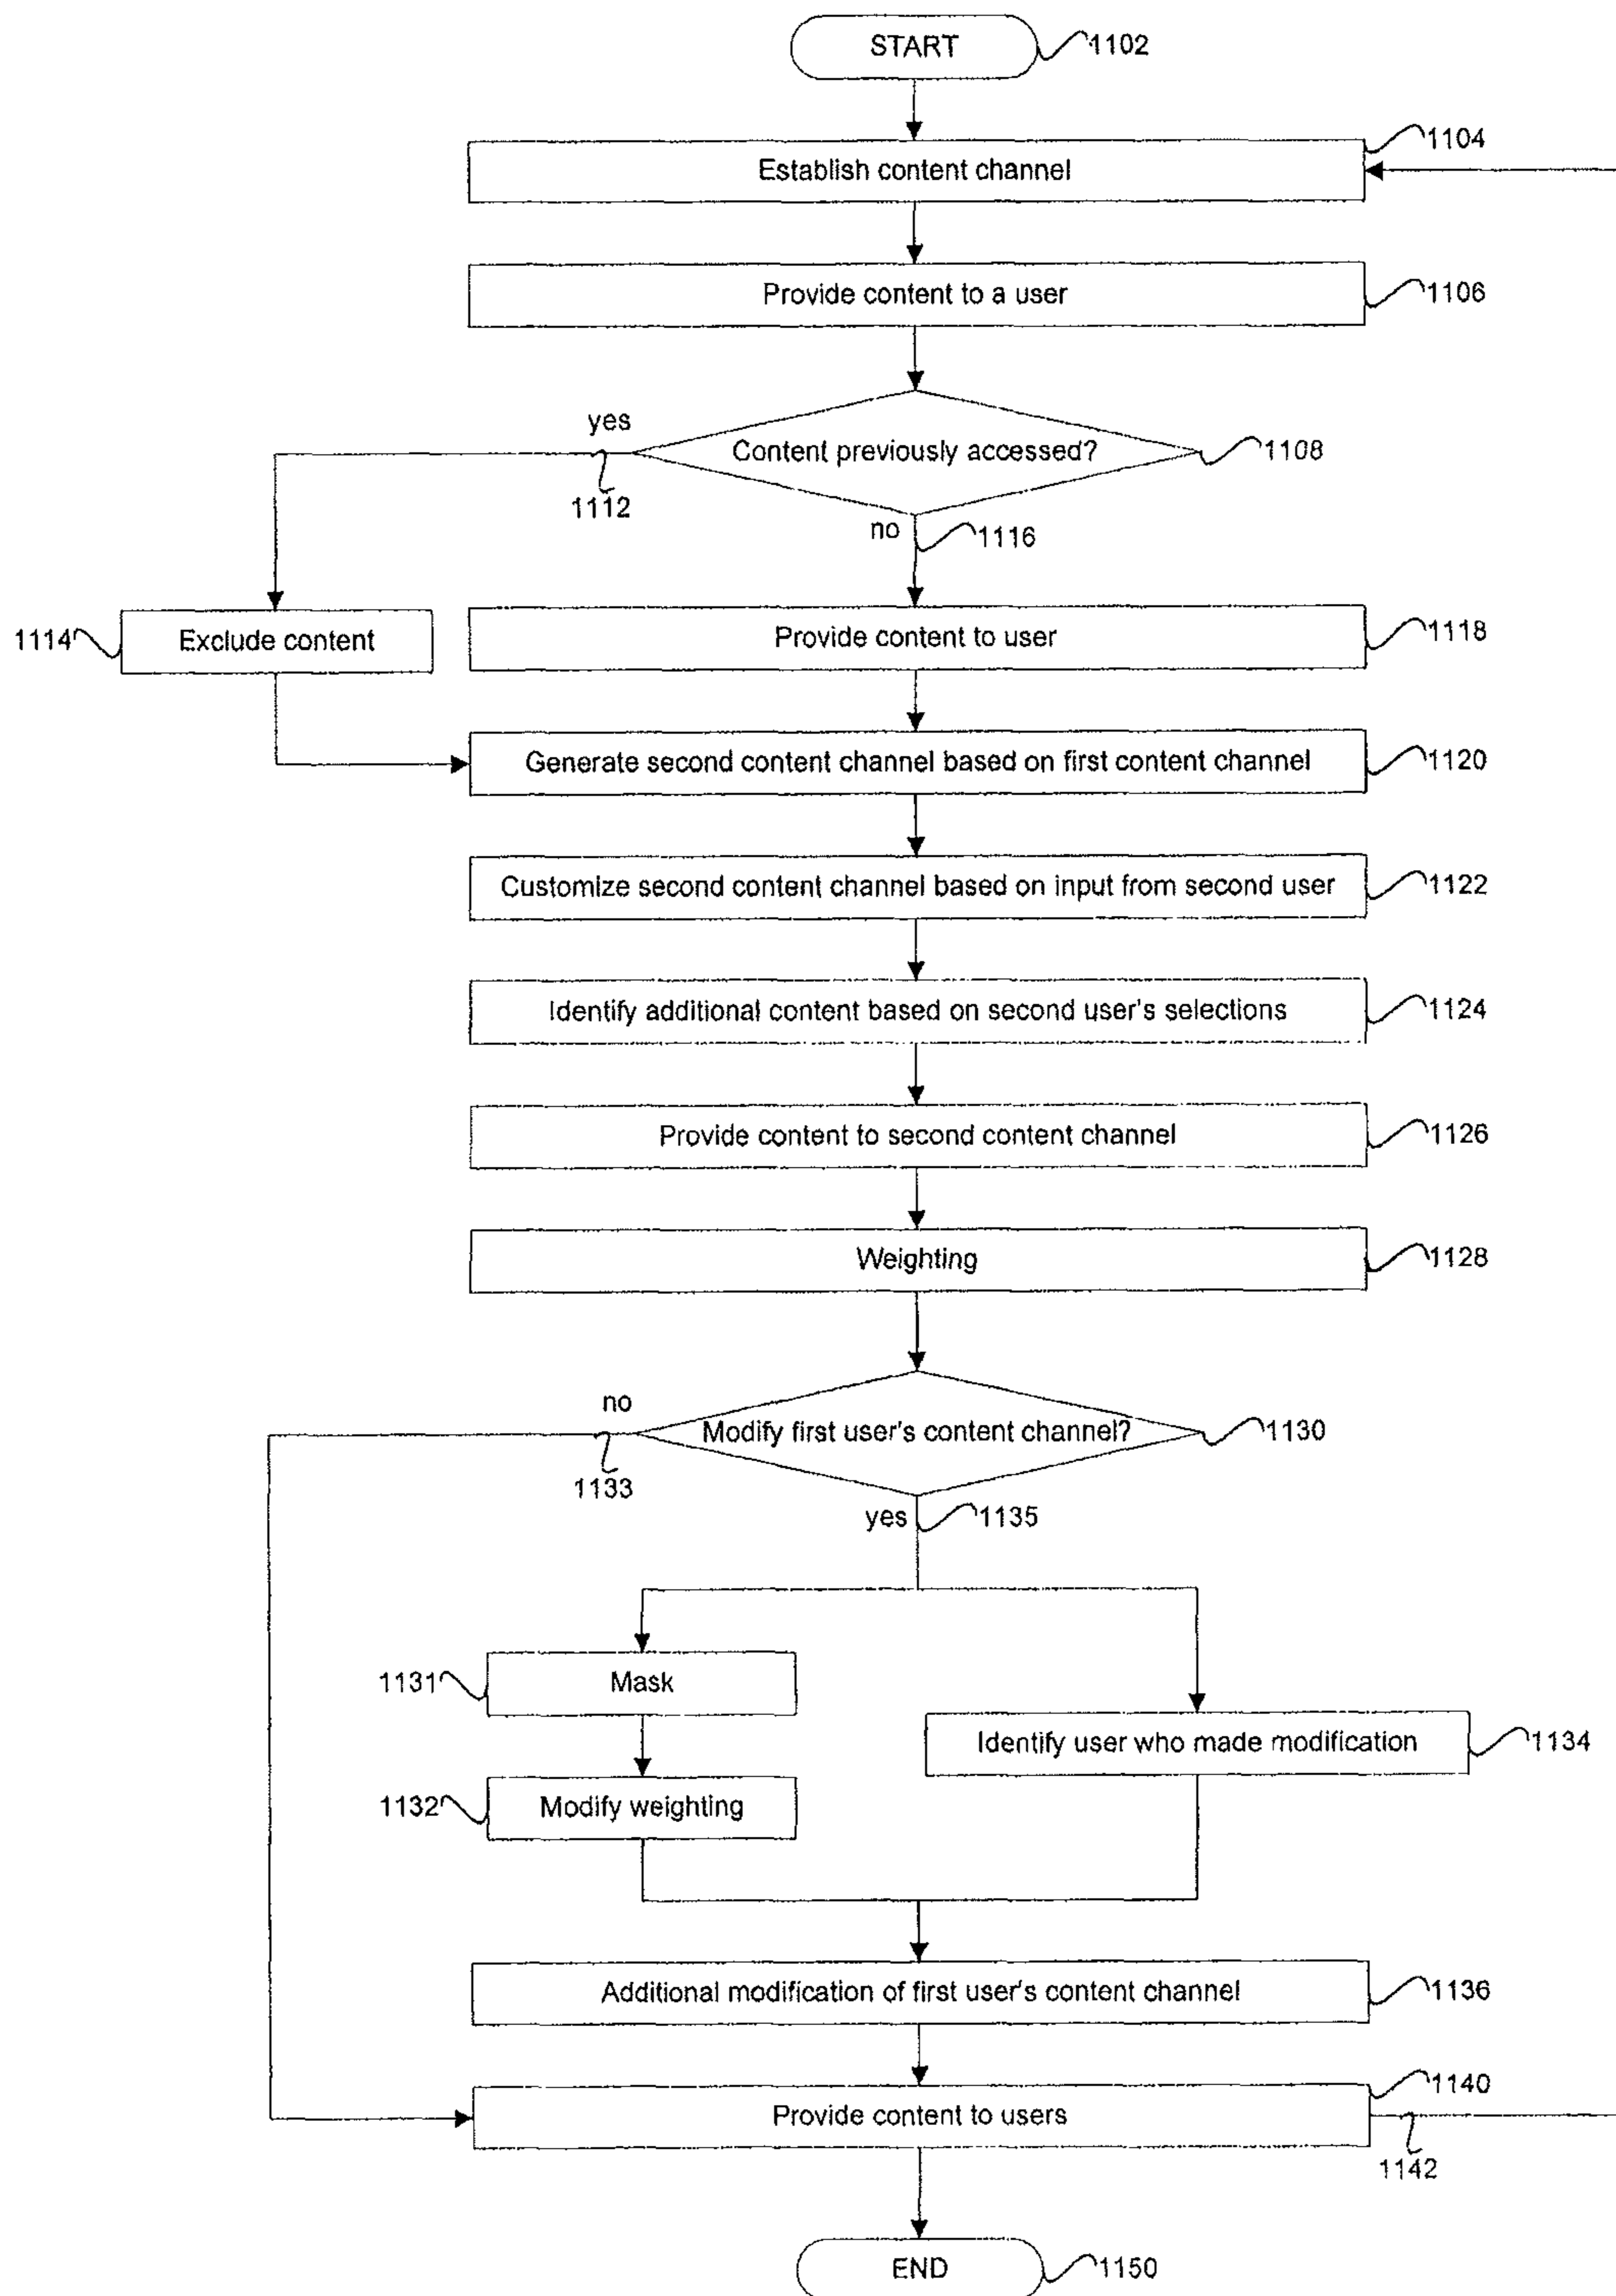 START
1102
1104
Establish content channel
Provide content to a user
1106
yes
Content previously accessed?
1108
1112
no
1116
1114
Exclude content
Provide content to user
1118
Generate second content channel based on first content channel
1120
Customize second content channel based on input from second user
1122
Identify additional content based on second user's selections
1124
Provide content to second content channel
1126
Weighting
1128
no
Modify first user's content channel?
1130
1133
yes
1135
1131
Mask
Identify user who made modification
1134
1132
Modify weighting
Additional modification of first user's content channel
1136
1140
Provide content to users
1142
END
1150